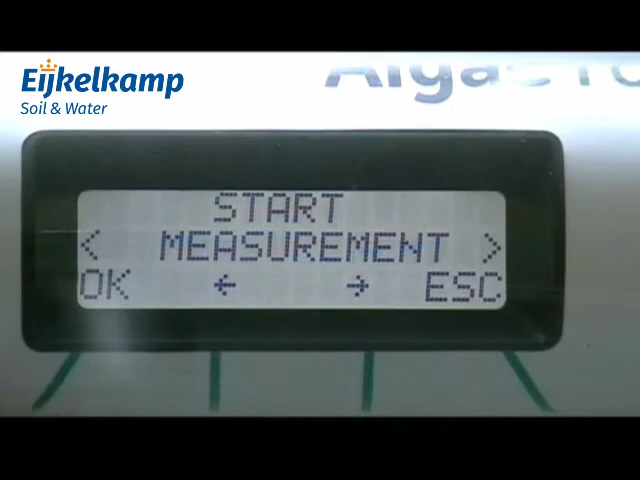 Eijkelkamp
Soil & Water
START
< MEASUREMENT >
OK ← → ESC